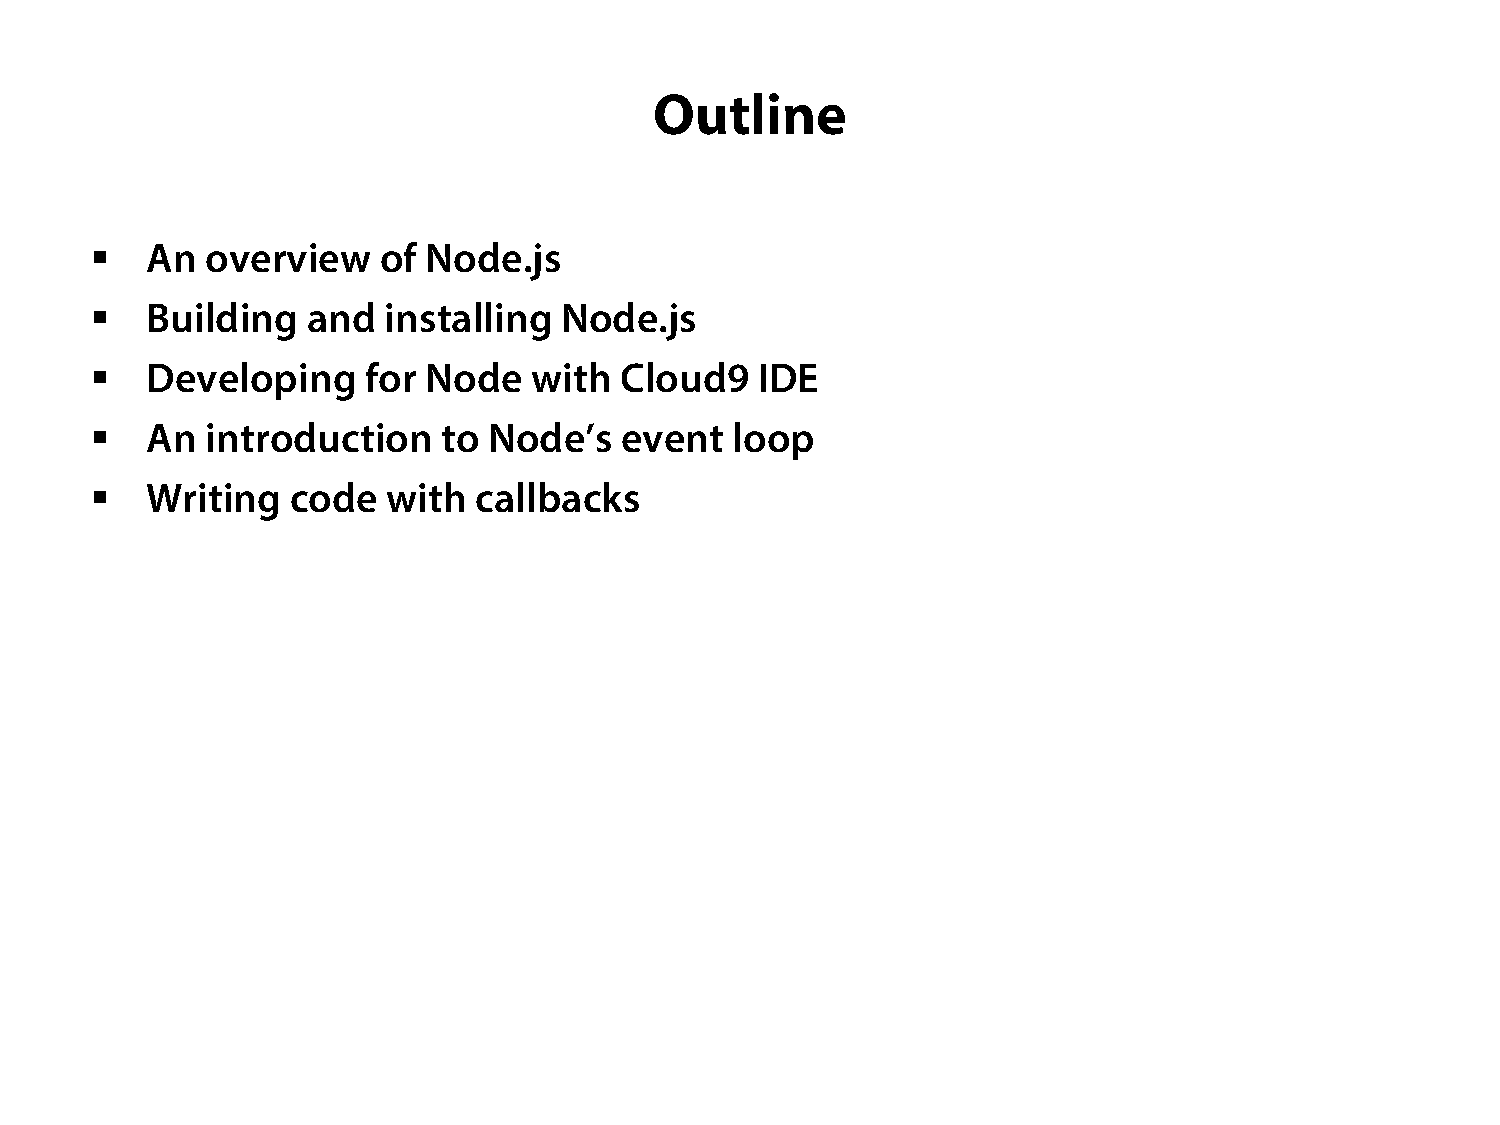 Outline
▪ An overview of Node.js
▪ Building and installing Node.js
▪ Developing for Node with Cloud9 IDE
▪ An introduction to Node’s event loop
▪ Writing code with callbacks